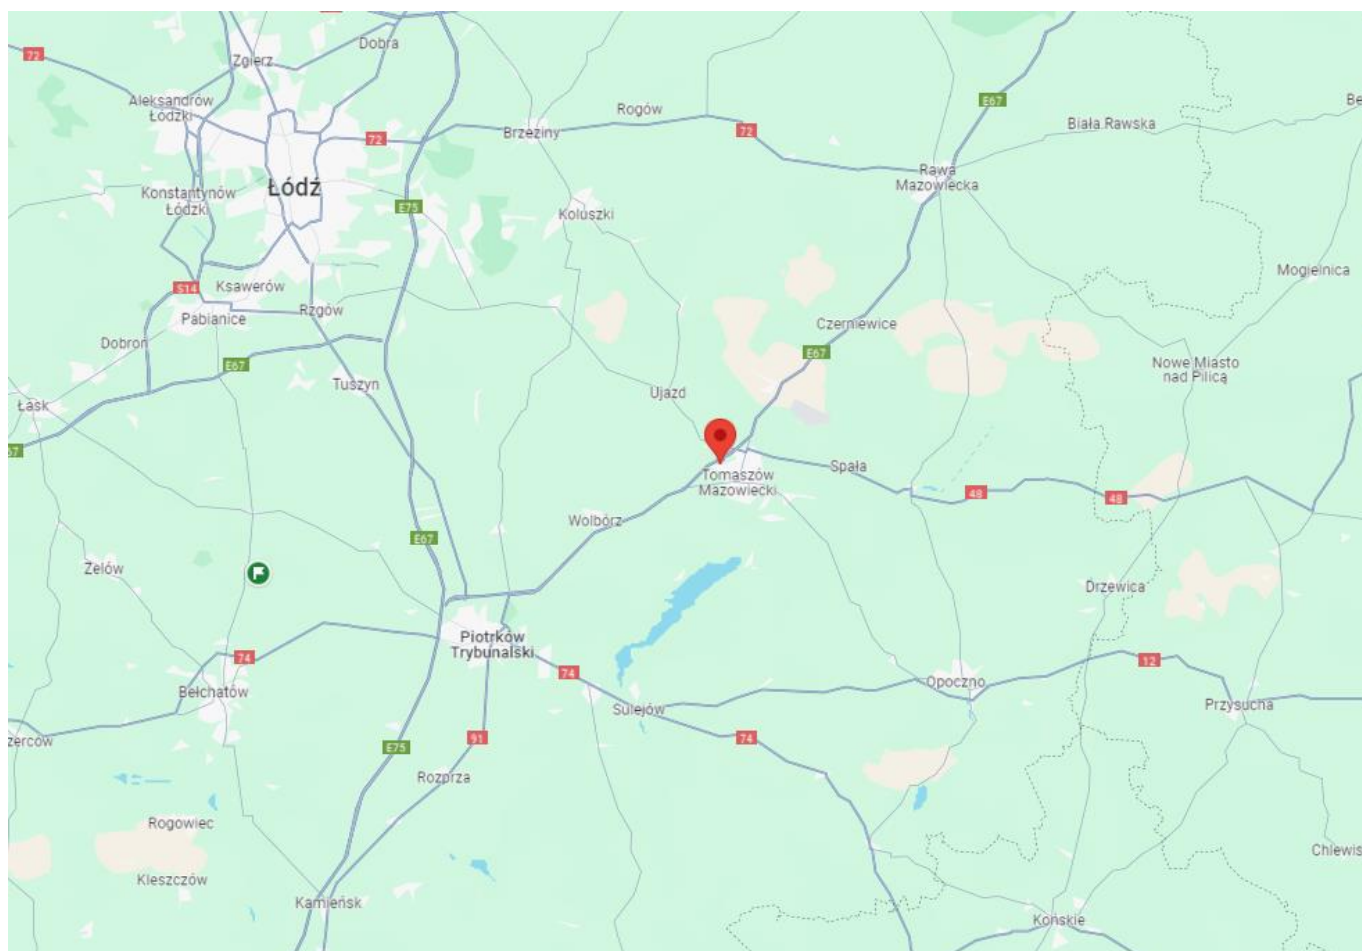 Dobra
72
Zgierz
E67
Aleksandrów
Łódzki
Rogów
Be
Biała Rawska
72
Brzeziny
72
Rawa
Mazowiecka
Łódź
Konstantynów
Łódzki
E75
Koluszki
Mogielnica
S14
Ksawerów
Rzgów
Pabianice
Czerniewice
Dobroń
E67
E67
Nowe Miasto
nad Pilicą
Tuszyn
Ujazd
Łask
67
Spała
Tomaszów
Mazowiecki
48
48
Wolbórz
E67
Zelów
Drzewica
Piotrków
Trybunalski
74
74
12
Opoczno
Bełchatów
Sulejów
Przysucha
zerców
91
74
E75
Rozprza
Rogowiec
Chlewis
Kleszczów
Kamieńsk
Końskie